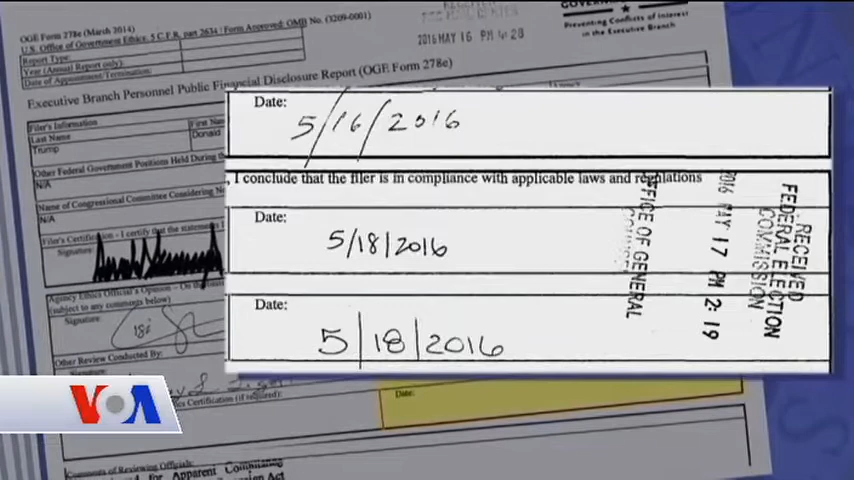 OGE Form 278e (March 2014)
U.S. Office of Government Ethics; 5 C.F.R. part 2634 / Form Approved: OMB No. (3209-0001)
Report Type:
Year (Annual Report only):
Date of Appointment/Termination:
2016 MAY 16 PM 4:28
Preventing Conflicts of Interest
in the Executive Branch
Executive Branch Personnel Public Financial Disclosure Report (OGE Form 278e)
Filer's Information
Last Name
First Nam
Trump
Donald
Other Federal Government Positions Held During the
N/A
Name of Congressional Committee Considering No
N/A
Filer's Certification - I certify that the statements I
Signature:
Agency Ethics Official's Opinion - On the
(subject to any comments below)
Signature:
Other Review Conducted By:
Signature:
Certification (if required):
Date:
Comments of Reviewing Officials:
for Apparent
Date:
5/16/2016
, I conclude that the filer is in compliance with applicable laws and regulations
Date:
5/18/2016
Date:
5/18/2016
OFFICE OF GENERAL
2016 MAY 17 PM 2:19
RECEIVED
FEDERAL ELECTION
COMMISSION
VOA